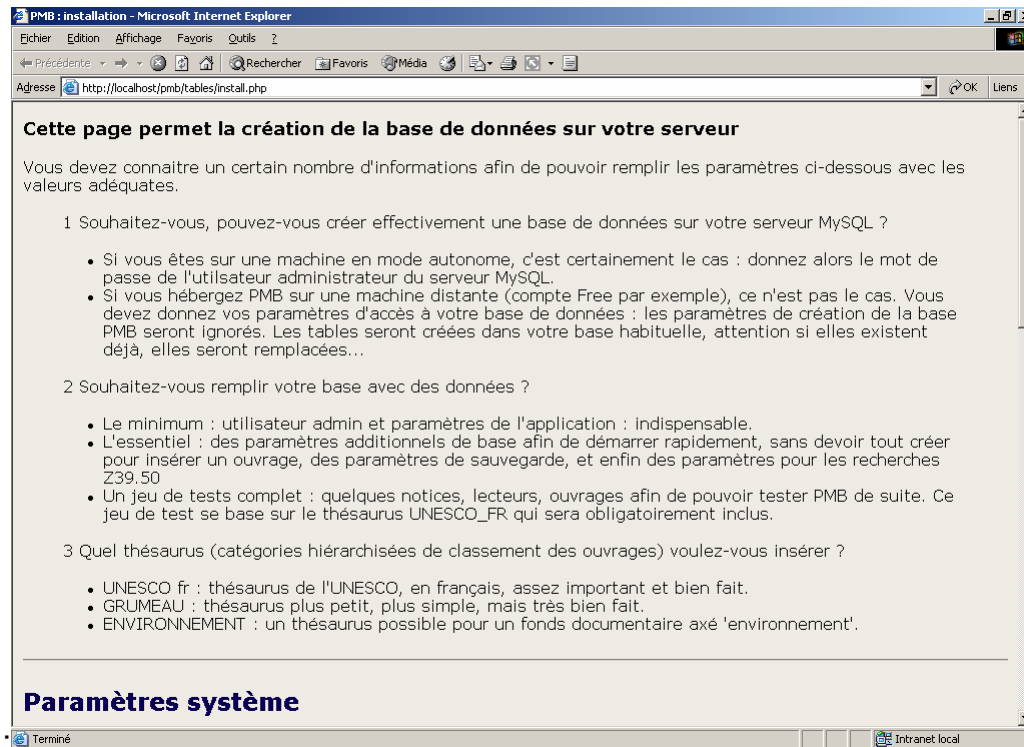 PMB : installation - Microsoft Internet Explorer
Fichier Edition Affichage Favoris Outils ?
Précédente Rechercher Favoris Média
Adresse http://localhost/pmb/tables/install.php OK Liens
Cette page permet la création de la base de données sur votre serveur
Vous devez connaitre un certain nombre d'informations afin de pouvoir remplir les paramètres ci-dessous avec les
valeurs adéquates.
1 Souhaitez-vous, pouvez-vous créer effectivement une base de données sur votre serveur MySQL ?
• Si vous êtes sur une machine en mode autonome, c'est certainement le cas : donnez alors le mot de
passe de l'utilsateur administrateur du serveur MySQL.
• Si vous hébergez PMB sur une machine distante (compte Free par exemple), ce n'est pas le cas. Vous
devez donnez vos paramètres d'accès à votre base de données : les paramètres de création de la base
PMB seront ignorés. Les tables seront créées dans votre base habituelle, attention si elles existent
déjà, elles seront remplacées...
2 Souhaitez-vous remplir votre base avec des données ?
• Le minimum : utilisateur admin et paramètres de l'application : indispensable.
• L'essentiel : des paramètres additionnels de base afin de démarrer rapidement, sans devoir tout créer
pour insérer un ouvrage, des paramètres de sauvegarde, et enfin des paramètres pour les recherches
Z39.50
• Un jeu de tests complet : quelques notices, lecteurs, ouvrages afin de pouvoir tester PMB de suite. Ce
jeu de test se base sur le thésaurus UNESCO_FR qui sera obligatoirement inclus.
3 Quel thésaurus (catégories hiérarchisées de classement des ouvrages) voulez-vous insérer ?
• UNESCO fr : thésaurus de l'UNESCO, en français, assez important et bien fait.
• GRUMEAU : thésaurus plus petit, plus simple, mais très bien fait.
• ENVIRONNEMENT : un thésaurus possible pour un fonds documentaire axé 'environnement'.
Paramètres système
Terminé Intranet local